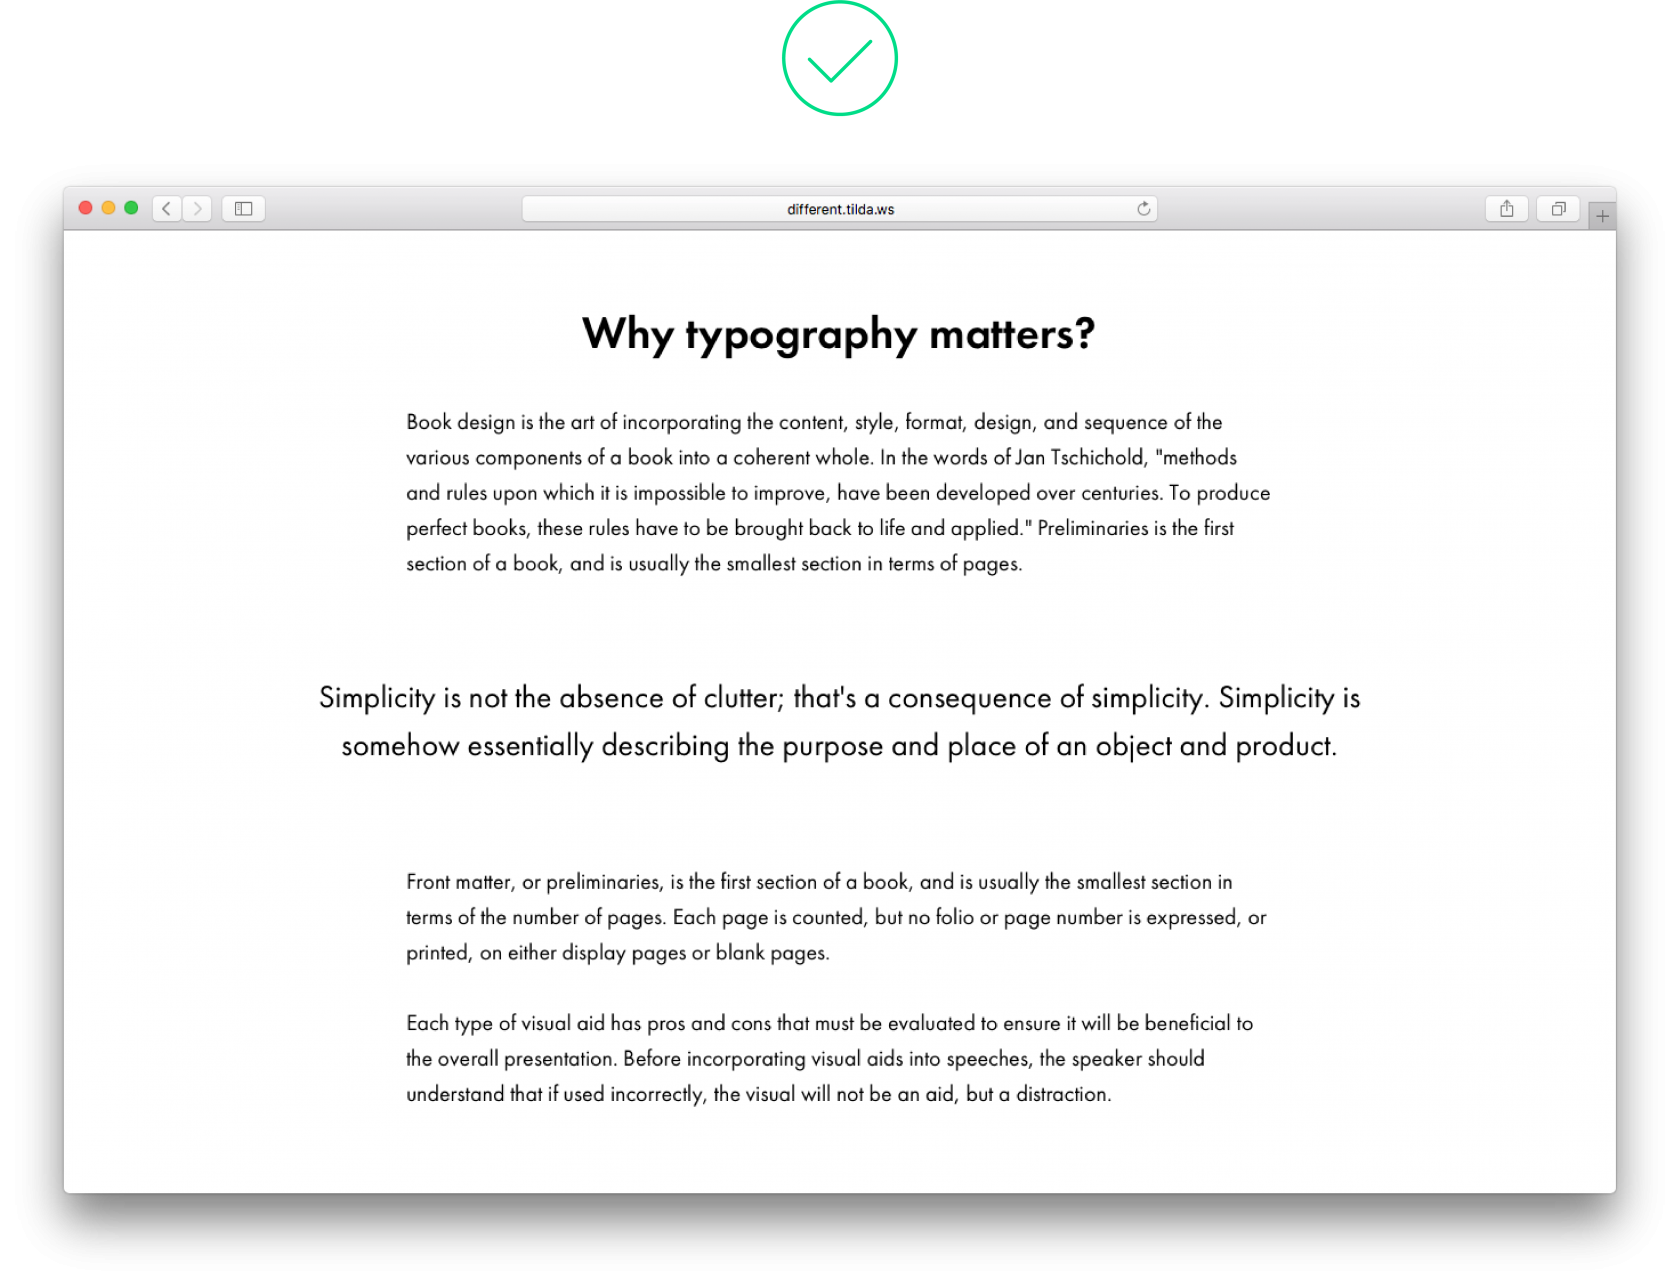 different.tilda.ws
Why typography matters?
Book design is the art of incorporating the content, style, format, design, and sequence of the
various components of a book into a coherent whole. In the words of Jan Tschichold, "methods
and rules upon which it is impossible to improve, have been developed over centuries. To produce
perfect books, these rules have to be brought back to life and applied." Preliminaries is the first
section of a book, and is usually the smallest section in terms of pages.
Simplicity is not the absence of clutter; that's a consequence of simplicity. Simplicity is
somehow essentially describing the purpose and place of an object and product.
Front matter, or preliminaries, is the first section of a book, and is usually the smallest section in
terms of the number of pages. Each page is counted, but no folio or page number is expressed, or
printed, on either display pages or blank pages.
Each type of visual aid has pros and cons that must be evaluated to ensure it will be beneficial to
the overall presentation. Before incorporating visual aids into speeches, the speaker should
understand that if used incorrectly, the visual will not be an aid, but a distraction.